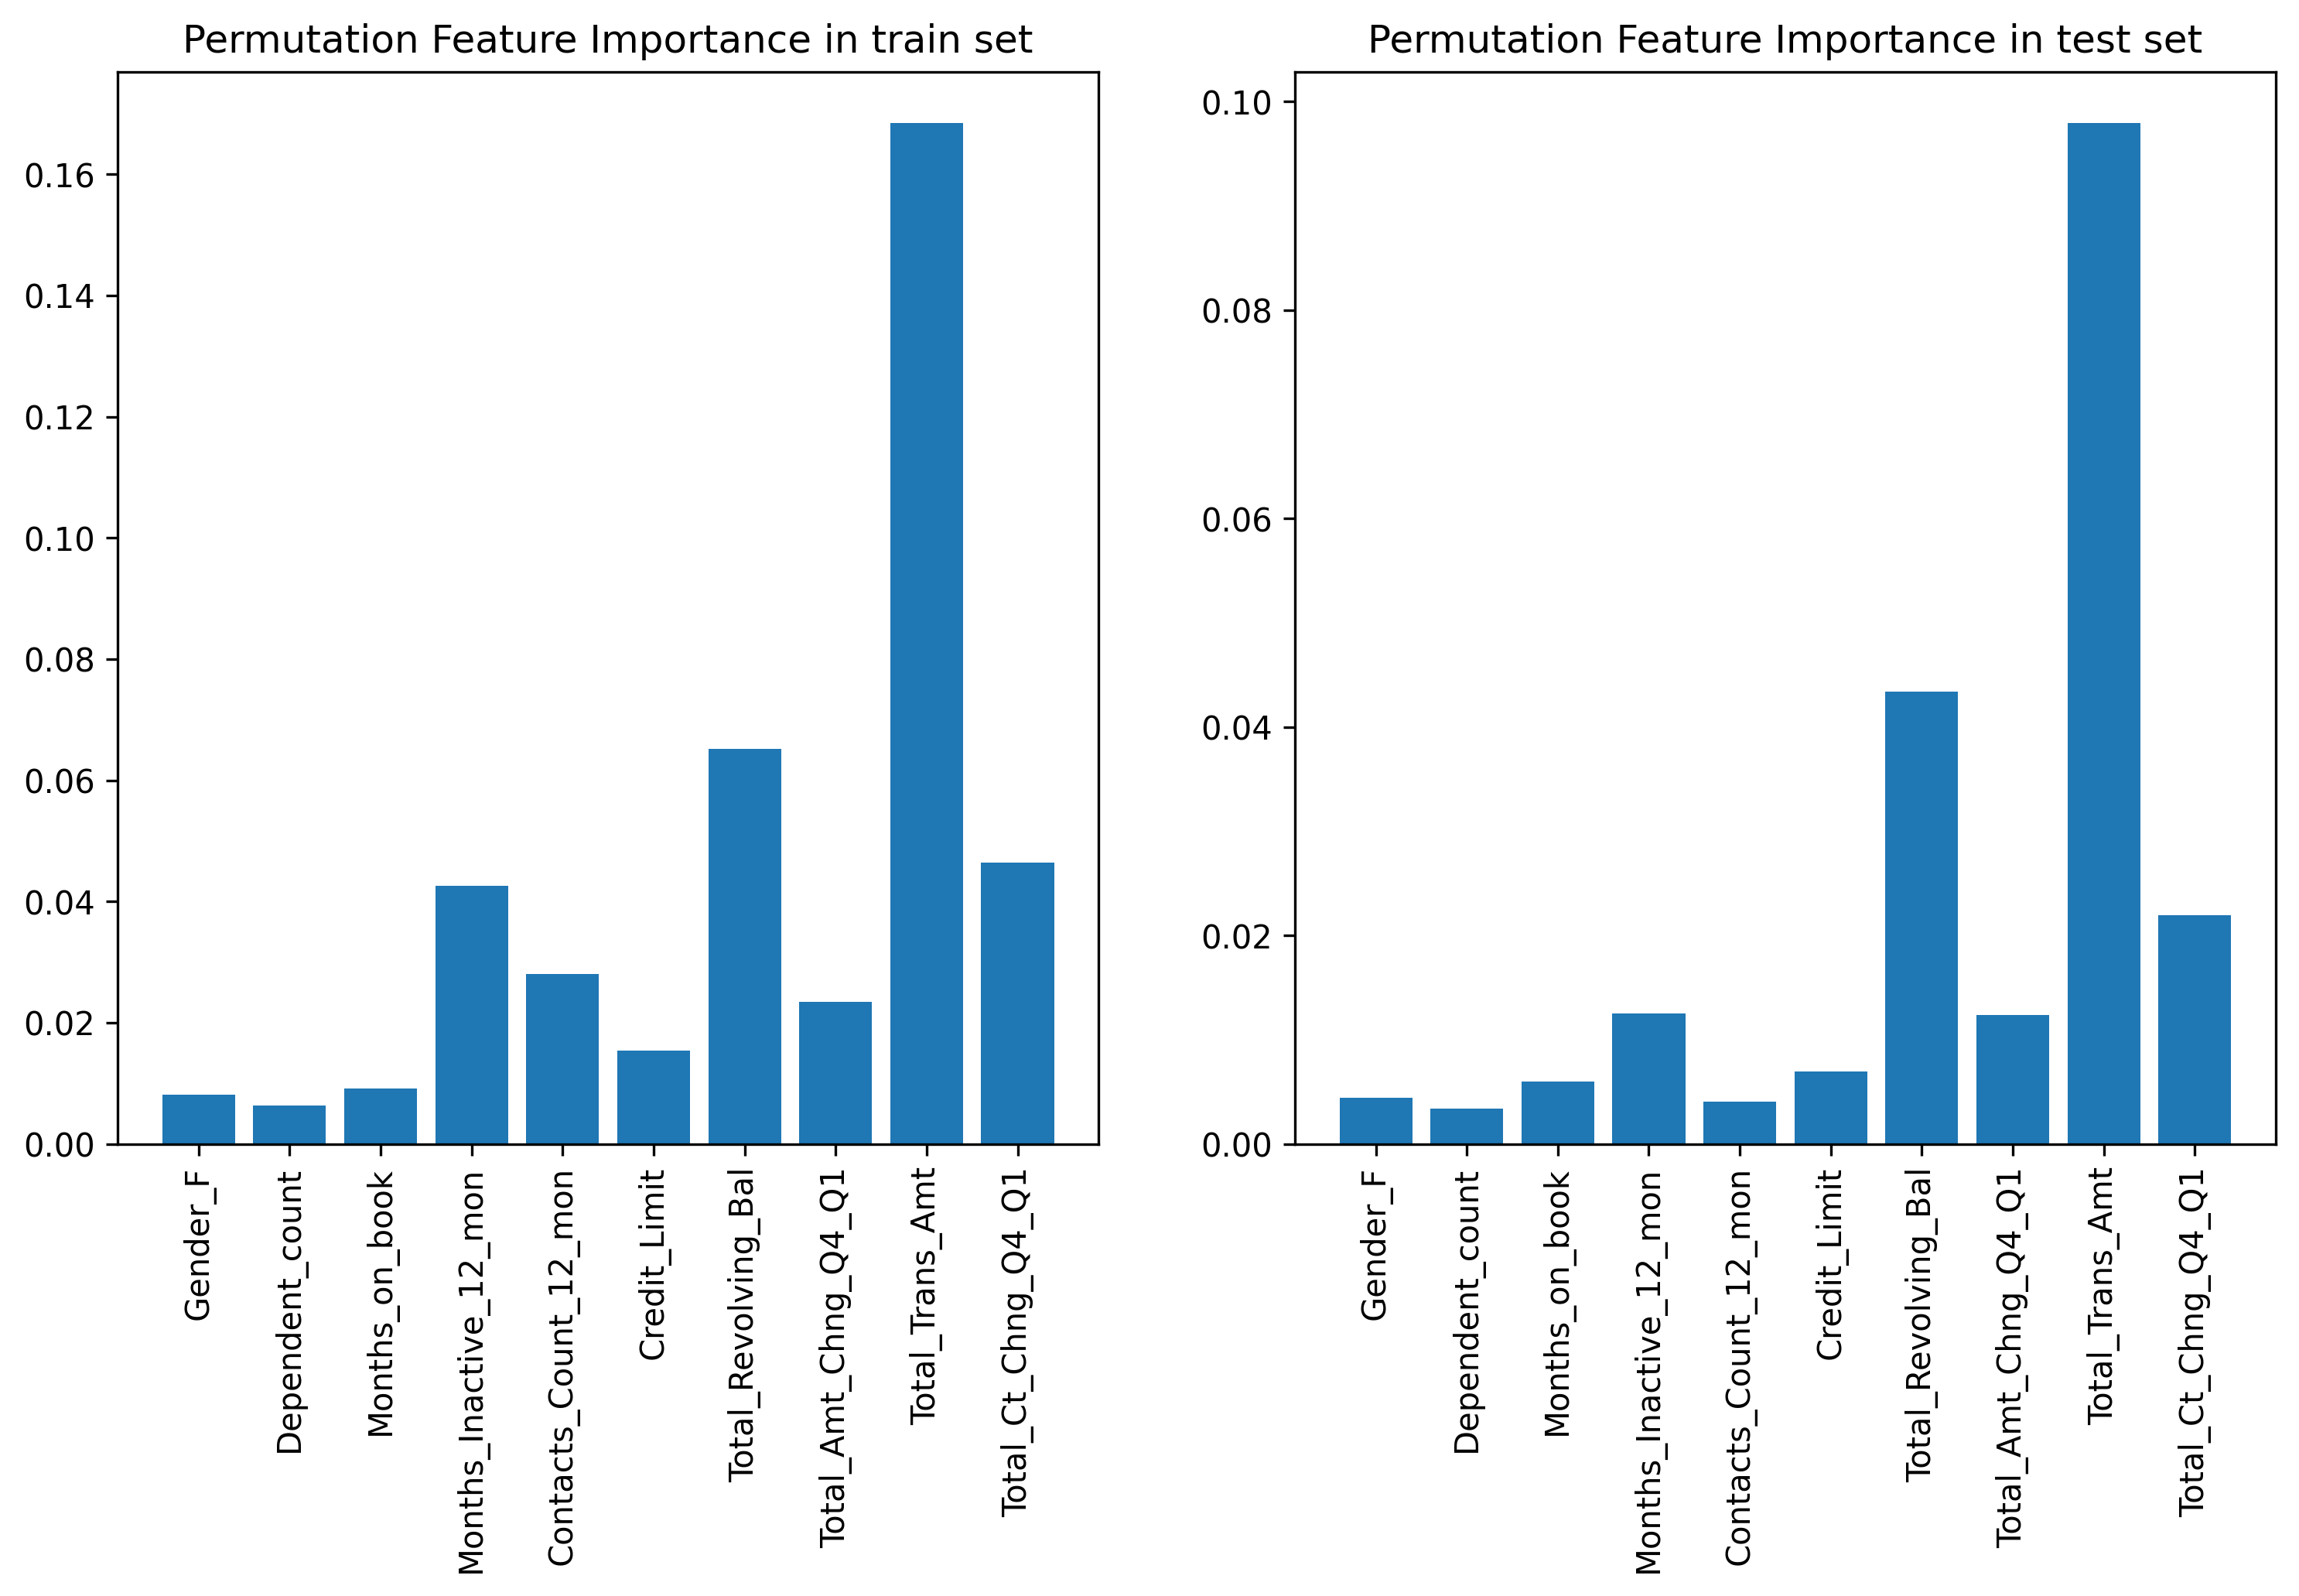 Permutation Feature Importance in train set
0.16
0.14
0.12
0.10
0.08
0.06
0.04
0.02
0.00
Gender_F
Dependent_count
Months_on_book
Months_Inactive_12_mon
Contacts_Count_12_mon
Credit_Limit
Total_Revolving_Bal
Total_Amt_Chng_Q4_Q1
Total_Trans_Amt
Total_Ct_Chng_Q4_Q1
Permutation Feature Importance in test set
0.10
0.08
0.06
0.04
0.02
0.00
Gender_F
Dependent_count
Months_on_book
Months_Inactive_12_mon
Contacts_Count_12_mon
Credit_Limit
Total_Revolving_Bal
Total_Amt_Chng_Q4_Q1
Total_Trans_Amt
Total_Ct_Chng_Q4_Q1